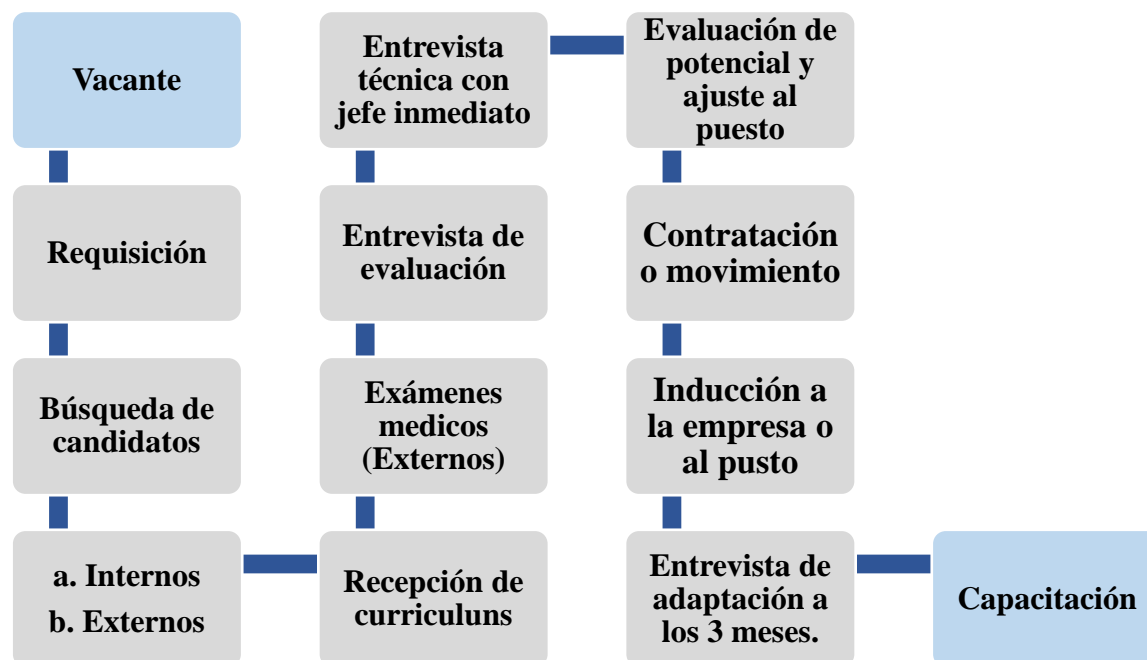 Vacante
Requisición
Búsqueda de
candidatos
a. Internos
b. Externos
Recepción de
curriculuns
Exámenes
medicos
(Externos)
Entrevista de
evaluación
Entrevista
técnica con
jefe inmediato
Evaluación de
potencial y
ajuste al
puesto
Contratación
o movimiento
Inducción a
la empresa o
al pusto
Entrevista de
adaptación a
los 3 meses.
Capacitación